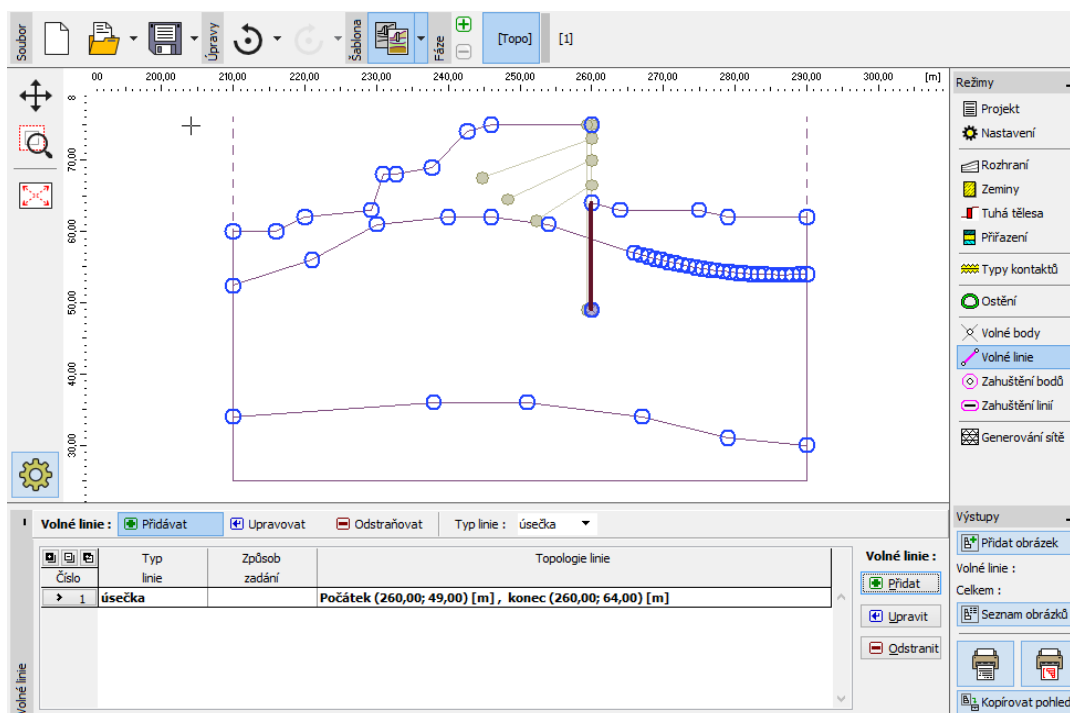 Soubor
Úpravy
Šablona
Fáze
[Topo]
[1]
00 200,00 210,00 220,00 230,00 240,00 250,00 260,00 270,00 280,00 290,00 300,00 [m]
70,00
60,00
50,00
40,00
30,00
Režimy
Projekt
Nastavení
Rozhraní
Zeminy
Tuhá tělesa
Přiřazení
Typy kontaktů
Ostění
Volné body
Volné linie
Zahuštění bodů
Zahuštění linií
Generování sítě
Volné linie : Přidávat Upravovat Odstraňovat Typ linie : úsečka
Číslo
Typ linie
Způsob zadání
Topologie linie
1 úsečka Počátek (260,00; 49,00) [m] , konec (260,00; 64,00) [m]
Volné linie :
Přidat
Upravit
Odstranit
Volné linie
Výstupy
Přidat obrázek
Volné linie :
Celkem :
Seznam obrázků
Kopírovat pohled